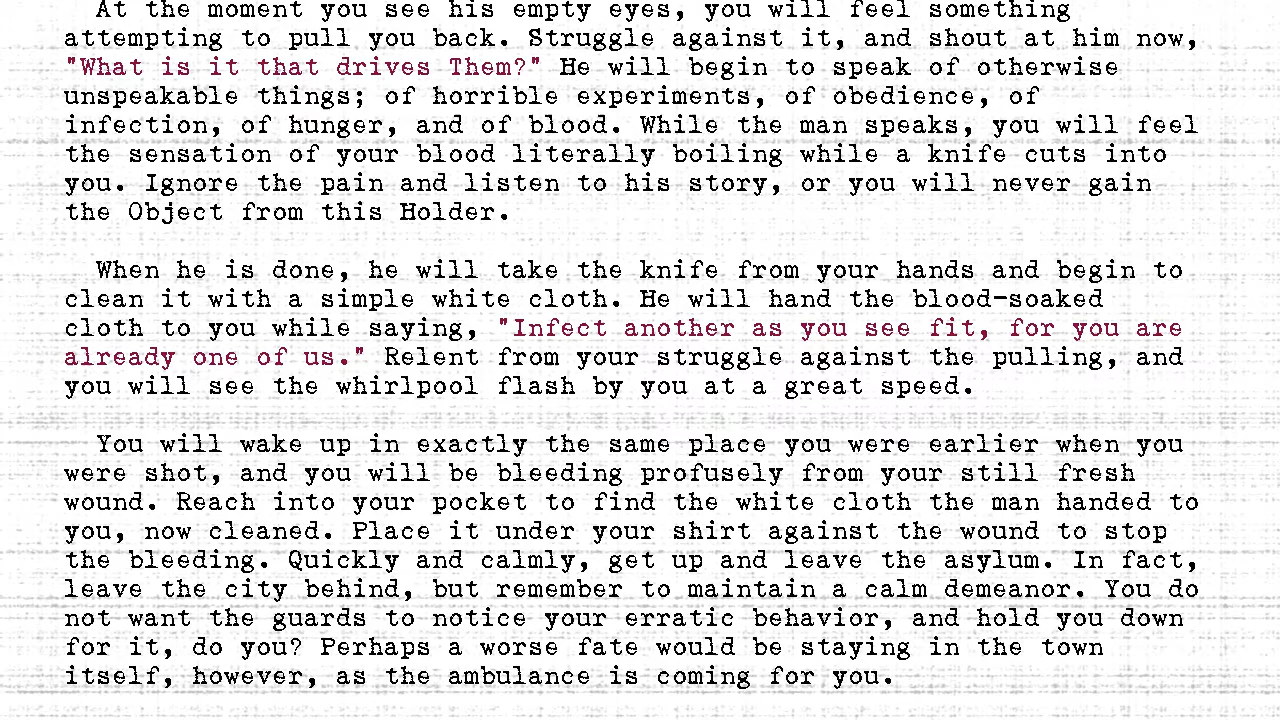 At the moment you see his empty eyes, you will feel something
attempting to pull you back. Struggle against it, and shout at him now,
"What is it that drives Them?" He will begin to speak of otherwise
unspeakable things; of horrible experiments, of obedience, of
infection, of hunger, and of blood. While the man speaks, you will feel
the sensation of your blood literally boiling while a knife cuts into
you. Ignore the pain and listen to his story, or you will never gain
the Object from this Holder.
When he is done, he will take the knife from your hands and begin to
clean it with a simple white cloth. He will hand the blood-soaked
cloth to you while saying, "Infect another as you see fit, for you are
already one of us." Relent from your struggle against the pulling, and
you will see the whirlpool flash by you at a great speed.
You will wake up in exactly the same place you were earlier when you
were shot, and you will be bleeding profusely from your still fresh
wound. Reach into your pocket to find the white cloth the man handed to
you, now cleaned. Place it under your shirt against the wound to stop
the bleeding. Quickly and calmly, get up and leave the asylum. In fact,
leave the city behind, but remember to maintain a calm demeanor. You do
not want the guards to notice your erratic behavior, and hold you down
for it, do you? Perhaps a worse fate would be staying in the town
itself, however, as the ambulance is coming for you.